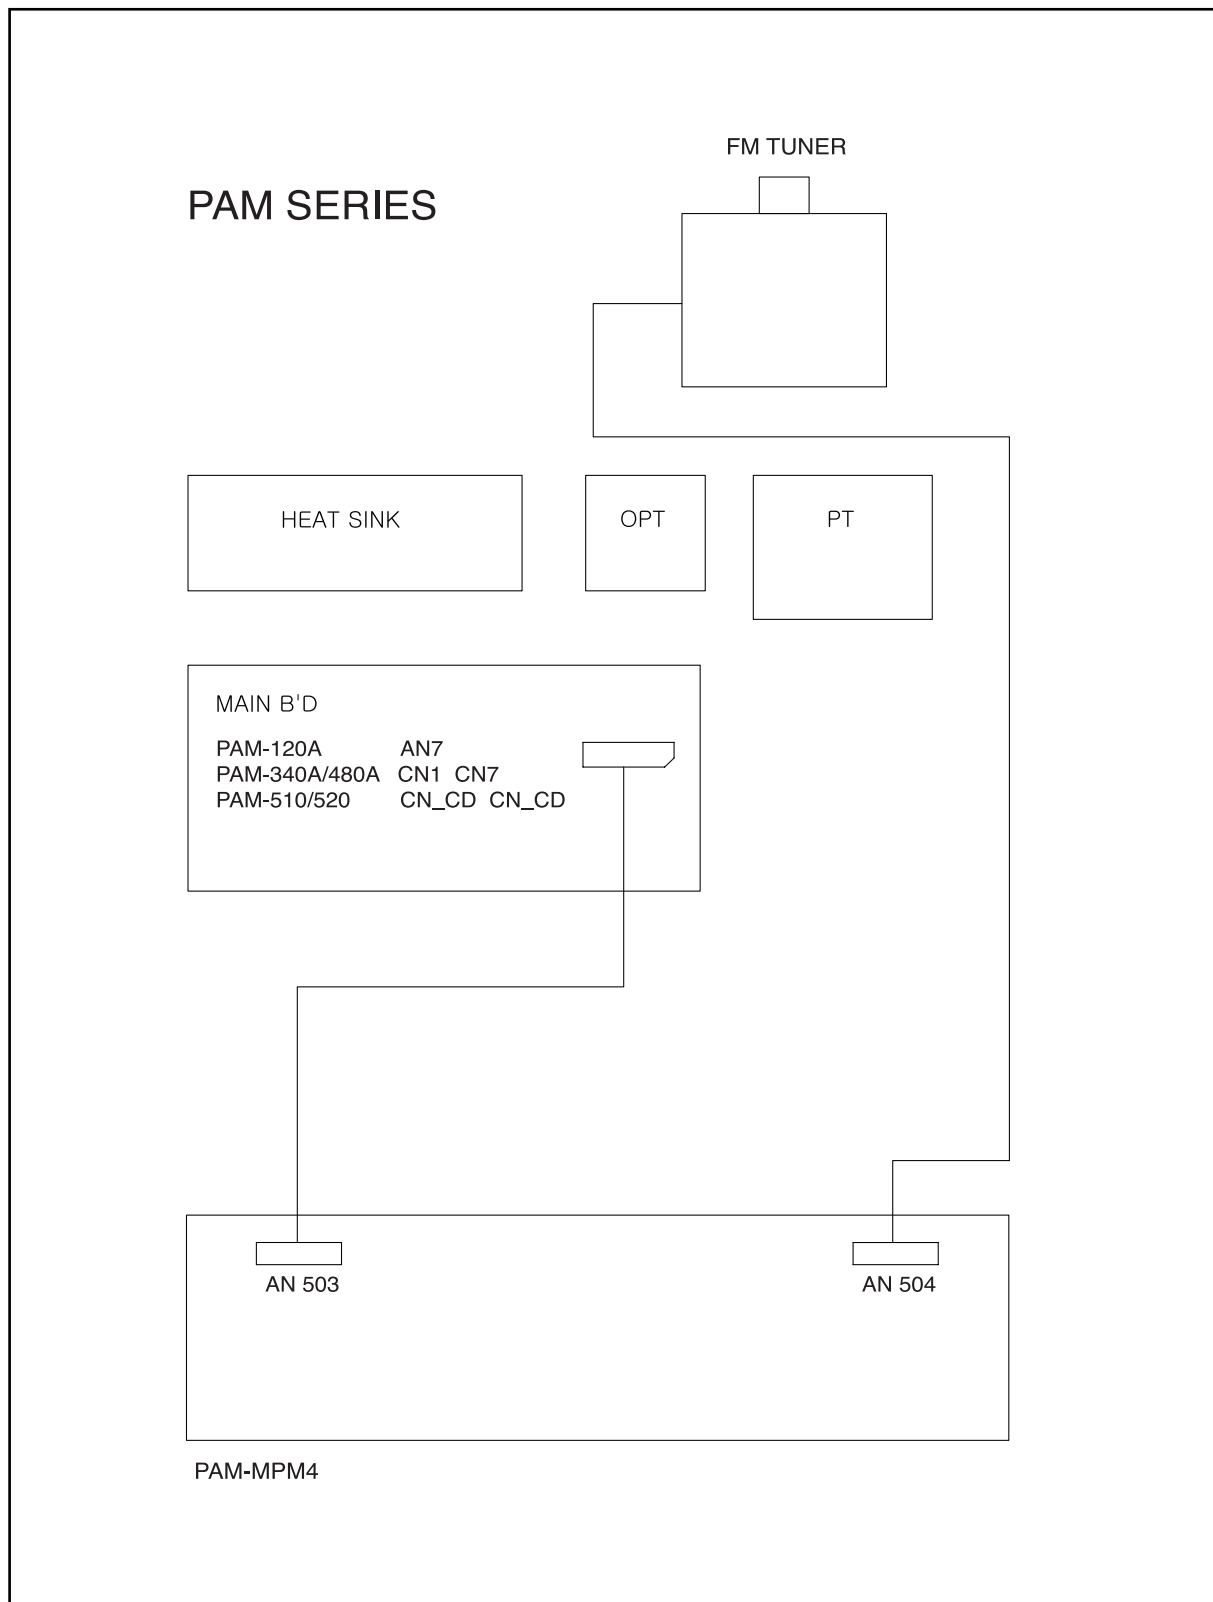 FM TUNER
PAM SERIES
HEAT SINK
OPT
PT
MAIN B'D
PAM-120A AN7
PAM-340A/480A CN1 CN7
PAM-510/520 CN_CD CN_CD
AN 503
AN 504
PAM-MPM4